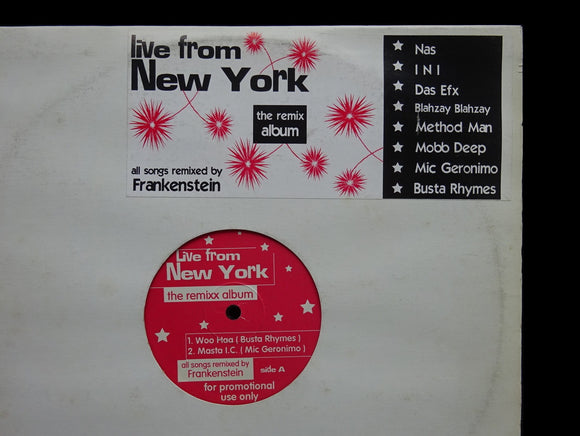 live from
New York
the remix
album
all songs remixed by
Frankenstein
Nas
I N I
Das Efx
Blahzay Blahzay
Method Man
Mobb Deep
Mic Geronimo
Busta Rhymes
Live from
New York
the remixx album
1. Woo Haa ( Busta Rhymes )
2. Masta I.C. ( Mic Geronimo )
all songs remixed by
Frankenstein
side A
for promotional
use only